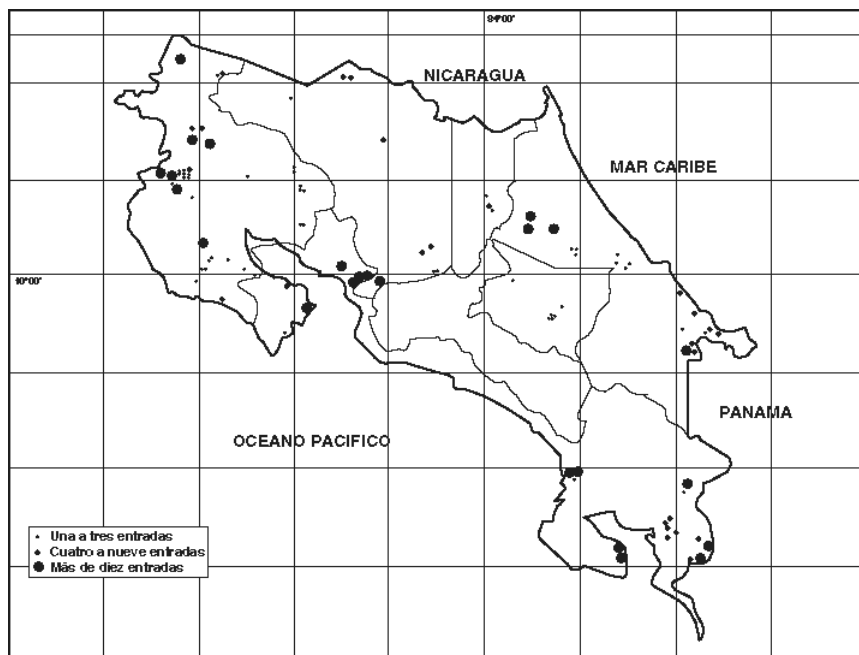 84°00'
NICARAGUA
MAR CARIBE
10°00'
PANAMA
OCEANO PACIFICO
Una a tres entradas
Cuatro a nueve entradas
Más de diez entradas